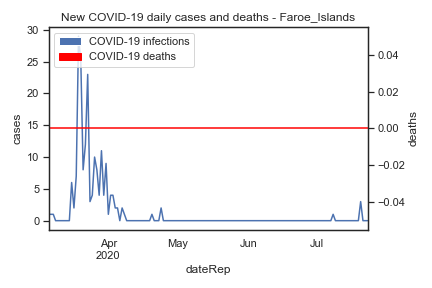 New COVID-19 daily cases and deaths - Faroe_Islands
COVID-19 infections
COVID-19 deaths
30
25
20
15
10
5
0
cases
0.04
0.02
0.00
−0.02
−0.04
deaths
Apr
2020
May
Jun
Jul
dateRep